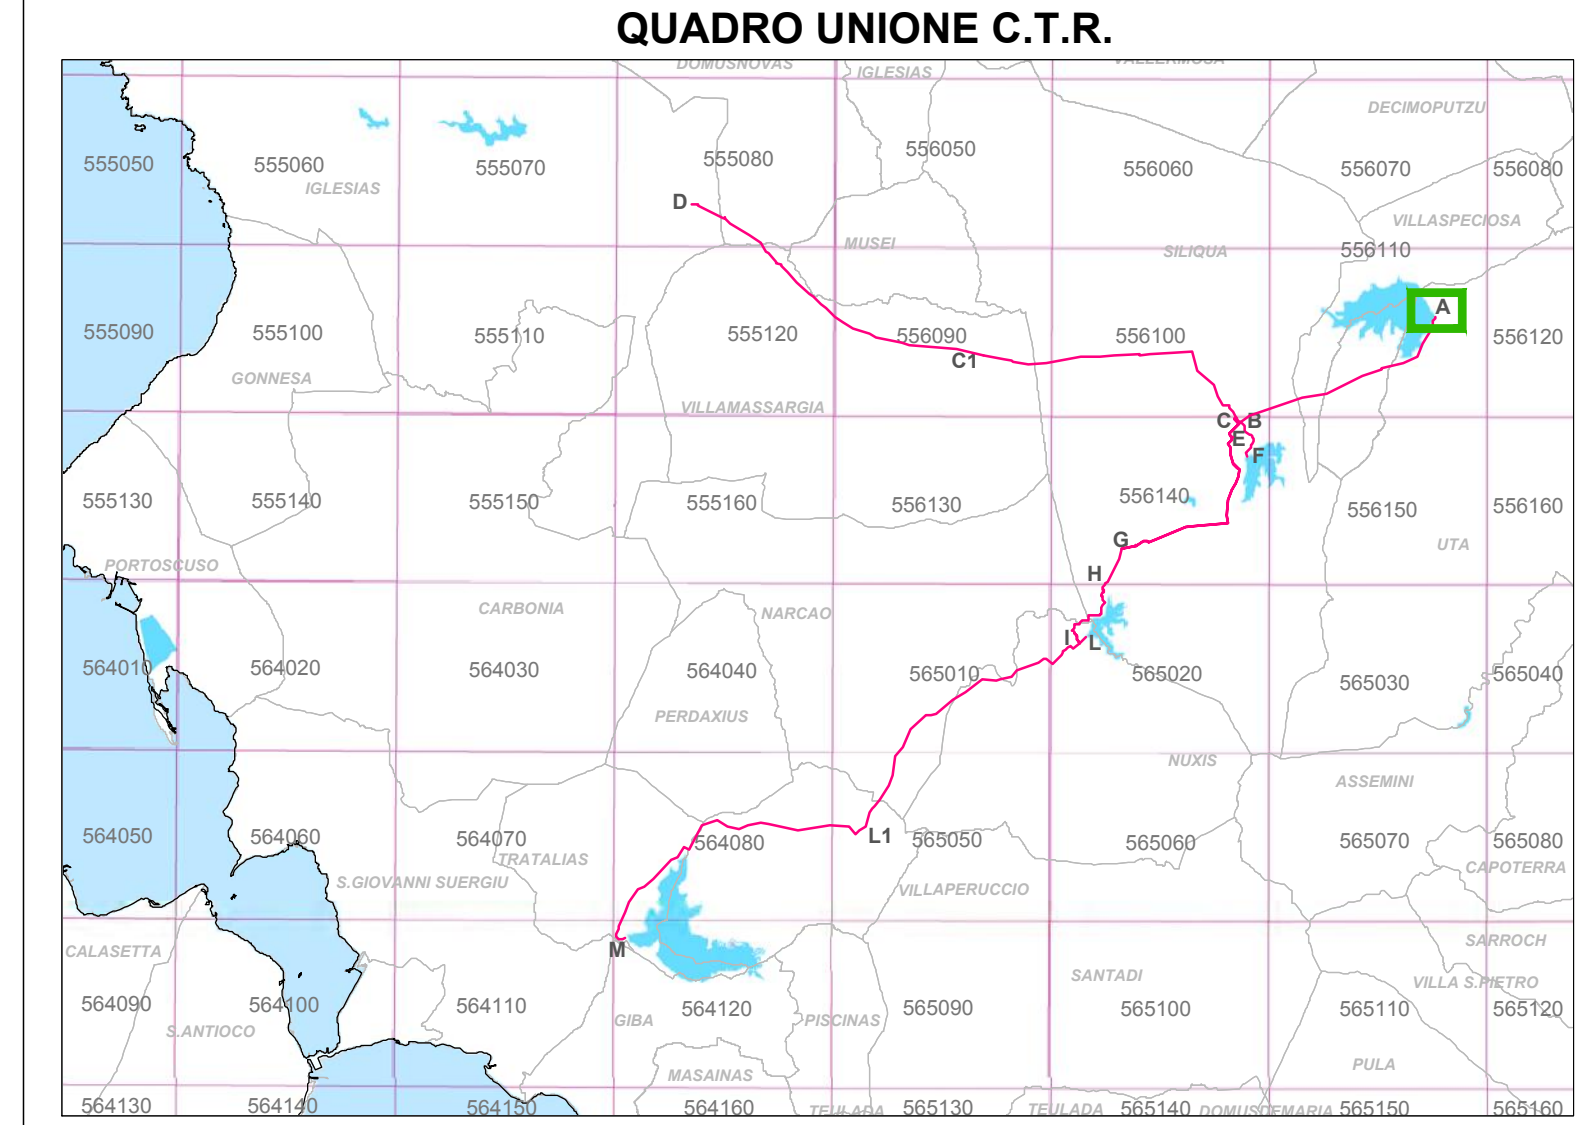 QUADRO UNIONE C.T.R.
DOMUSNOVAS
IGLESIAS
VALLERMOSA
DECIMOPUTZU
555050
555060
555070
555080
556050
556060
556070
556080
IGLESIAS
D
MUSEI
SILIQUA
VILLASPECIOSA
556110
A
555090
555100
555110
555120
556090
556100
556120
C1
GONNESA
VILLAMASSARGIA
C
B
E
F
555130
555140
555150
555160
556130
556140
556150
556160
G
UTA
PORTOSCUSO
H
CARBONIA
NARCAO
I
L
564010
564020
564030
564040
565010
565020
565030
565040
PERDAXIUS
NUXIS
ASSEMINI
564050
564060
564070
564080
L1
565050
565060
565070
565080
TRATALIAS
CAPOTERRA
S.GIOVANNI SUERGIU
VILLAPERUCCIO
M
CALASETTA
SARROCH
SANTADI
VILLA S.PIETRO
564090
564100
564110
564120
565090
565100
565110
565120
S.ANTIOCO
GIBA
PISCINAS
MASAINAS
PULA
564130
564140
564150
564160
TEULADA
565130
TEULADA
565140
DOMUSDEMARIA
565150
565160